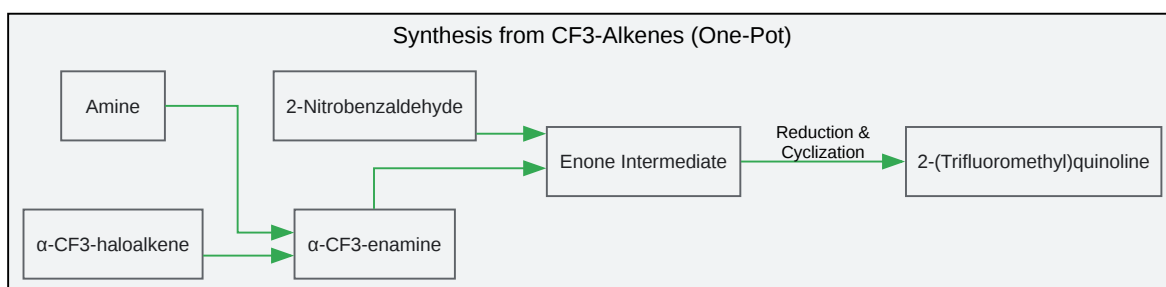 Synthesis from CF3-Alkenes (One-Pot)
Amine
2-Nitrobenzaldehyde
Enone Intermediate
Reduction &
Cyclization
2-(Trifluoromethyl)quinoline
α-CF3-haloalkene
α-CF3-enamine